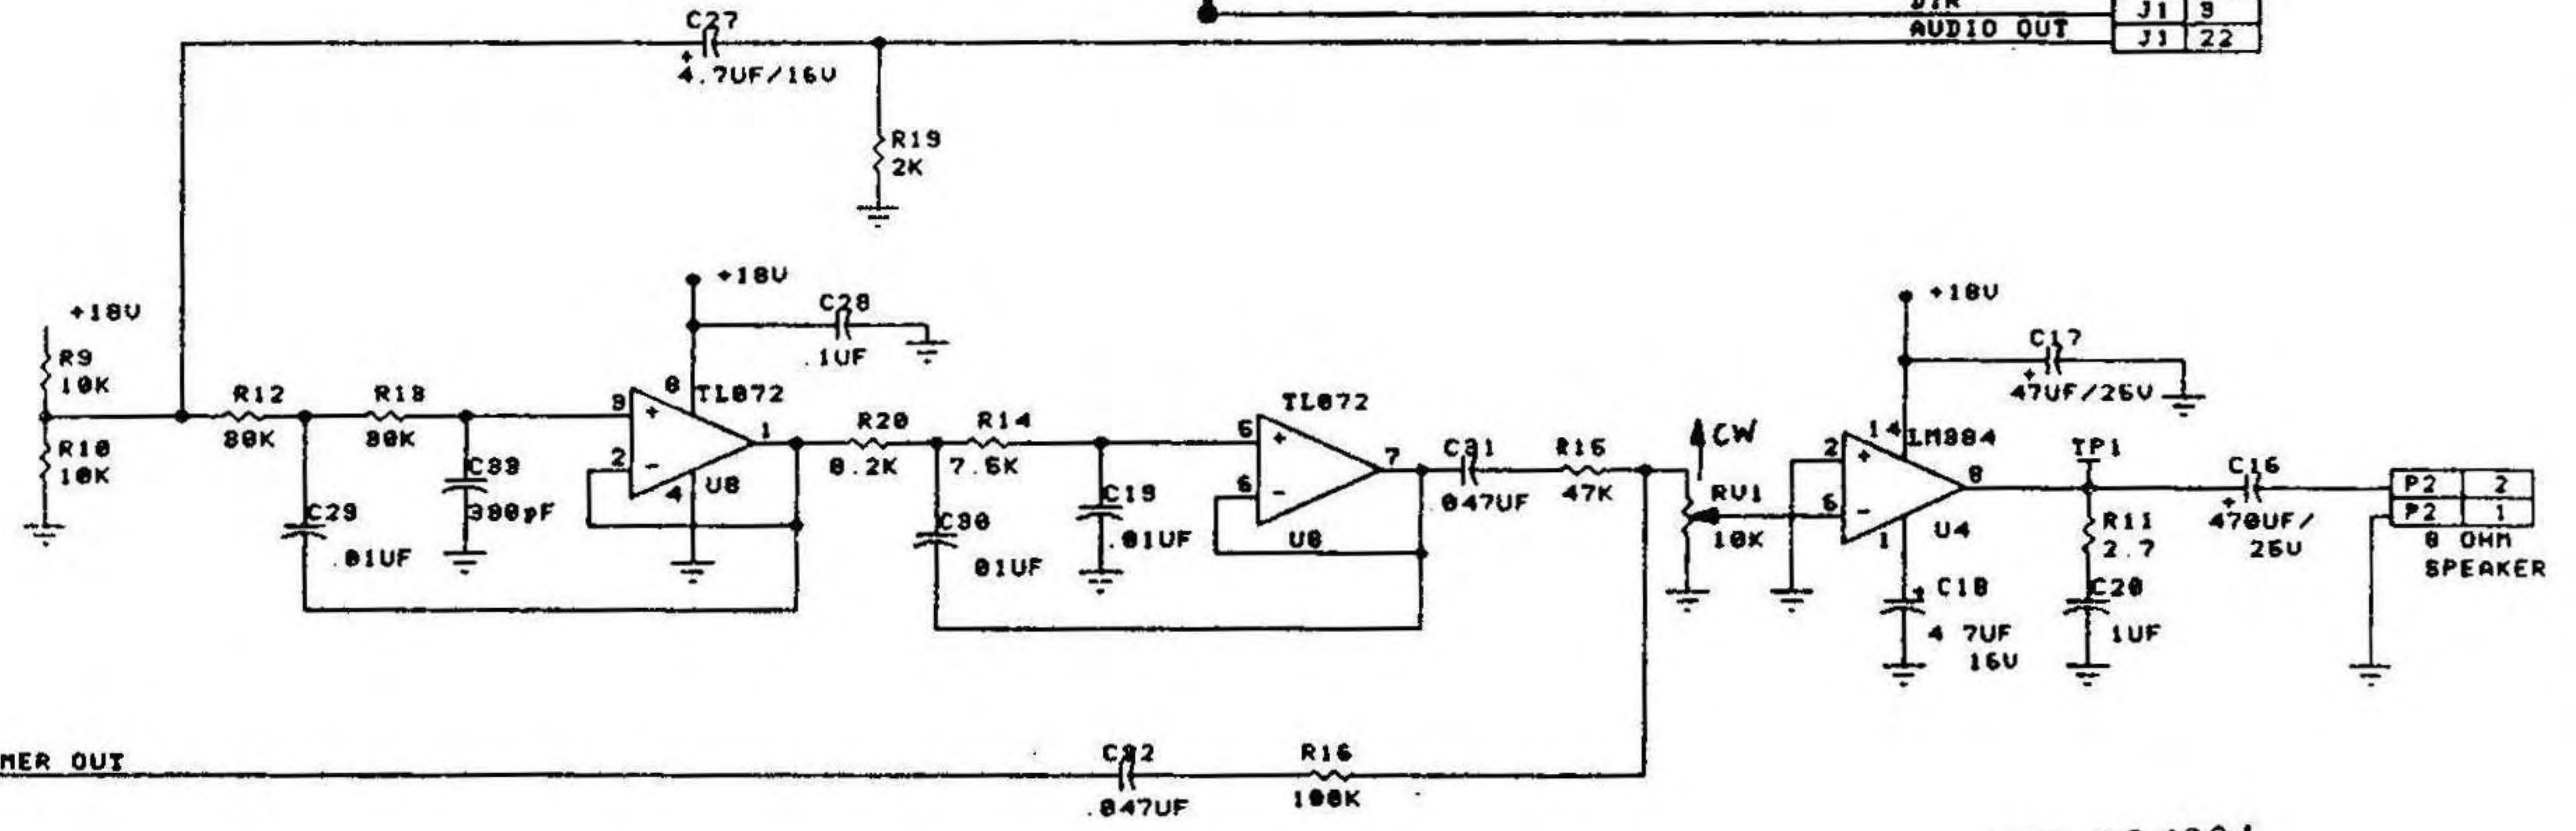 C27
4.7UF/16V
DIR
J1 9
AUDIO OUT
J1 22
R19
2K
+18V
R9
10K
R10
10K
R12
R13
C29
.01UF
C33
+18V
C28
.1UF
8
TL072
3
+
2
-
1
4
U8
R20
8.2K
R14
7.5K
C30
01UF
C19
.01UF
TL072
5
+
6
-
7
U8
C31
047UF
R15
47K
CW
RV1
10K
+18V
C17
+
47UF/25V
14
LM384
2
+
6
-
8
1
U4
C18
+
4 7UF
16V
TP1
R11
2.7
C20
1UF
C16
+
470UF/
25V
P2 2
P2 1
8 OHM
SPEAKER
MER OUT
C32
.047UF
R16
100K